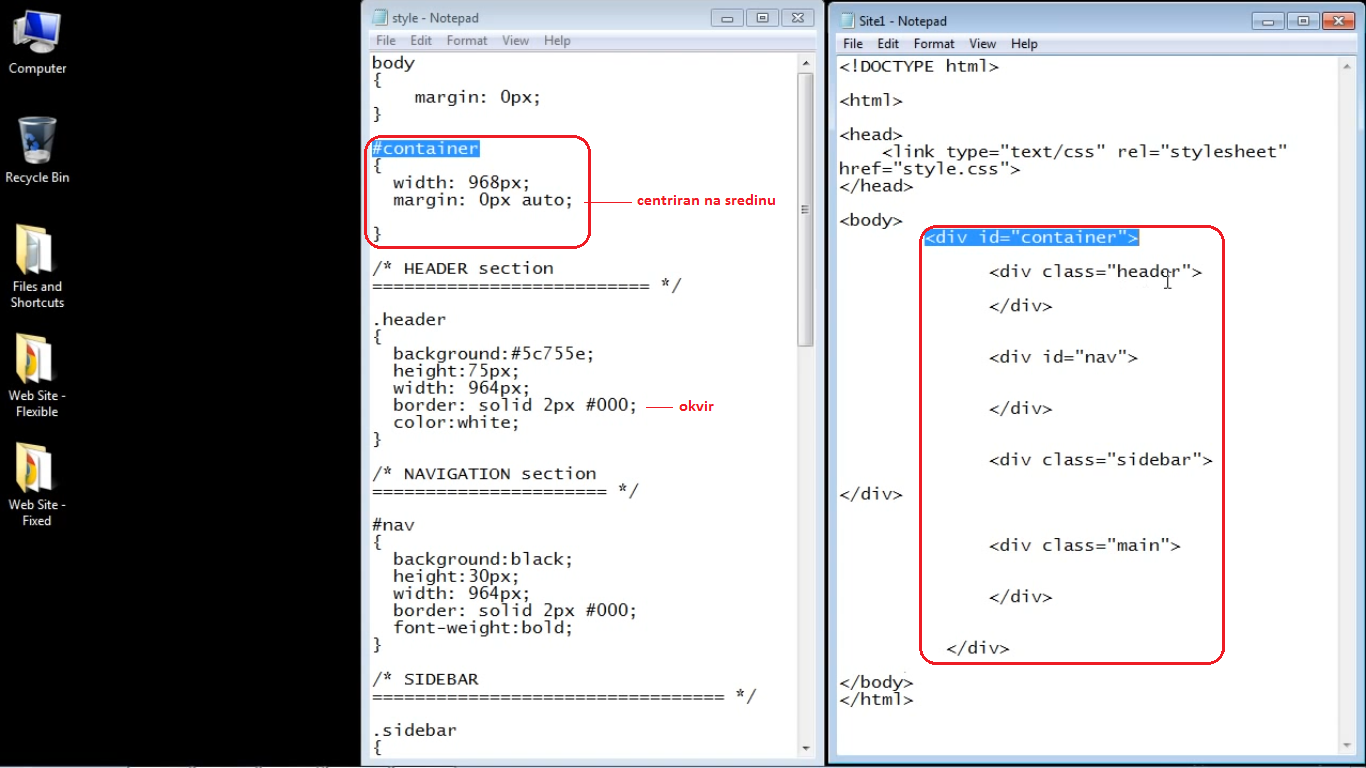 Computer
Recycle Bin
Files and
Shortcuts
Web Site -
Flexible
Web Site -
Fixed
style - Notepad
File Edit Format View Help
body
{
margin: 0px;
}
#container
{
width: 968px;
margin: 0px auto;
}
centriran na sredinu
/* HEADER section
========================== */
.header
{
background:#5c755e;
height:75px;
width: 964px;
border: solid 2px #000;
okvir
color:white;
}
/* NAVIGATION section
====================== */
#nav
{
background:black;
height:30px;
width: 964px;
border: solid 2px #000;
font-weight:bold;
}
/* SIDEBAR
================================= */
.sidebar
{
Site1 - Notepad
File Edit Format View Help
<!DOCTYPE html>
<html>
<head>
<link type="text/css" rel="stylesheet"
href="style.css">
</head>
<body>
<div id="container">
<div class="header">
</div>
<div id="nav">
</div>
<div class="sidebar">
</div>
<div class="main">
</div>
</div>
</body>
</html>